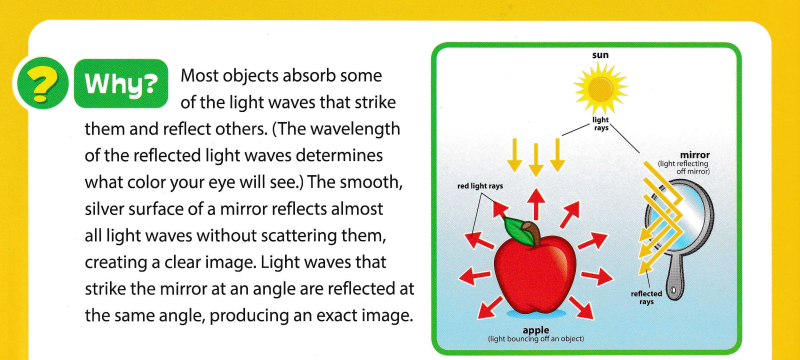 ?
Why?
Most objects absorb some
of the light waves that strike
them and reflect others. (The wavelength
of the reflected light waves determines
what color your eye will see.) The smooth,
silver surface of a mirror reflects almost
all light waves without scattering them,
creating a clear image. Light waves that
strike the mirror at an angle are reflected at
the same angle, producing an exact image.
sun
light
rays
mirror
(light reflecting
off mirror)
red light rays
reflected
rays
apple
(light bouncing off an object)